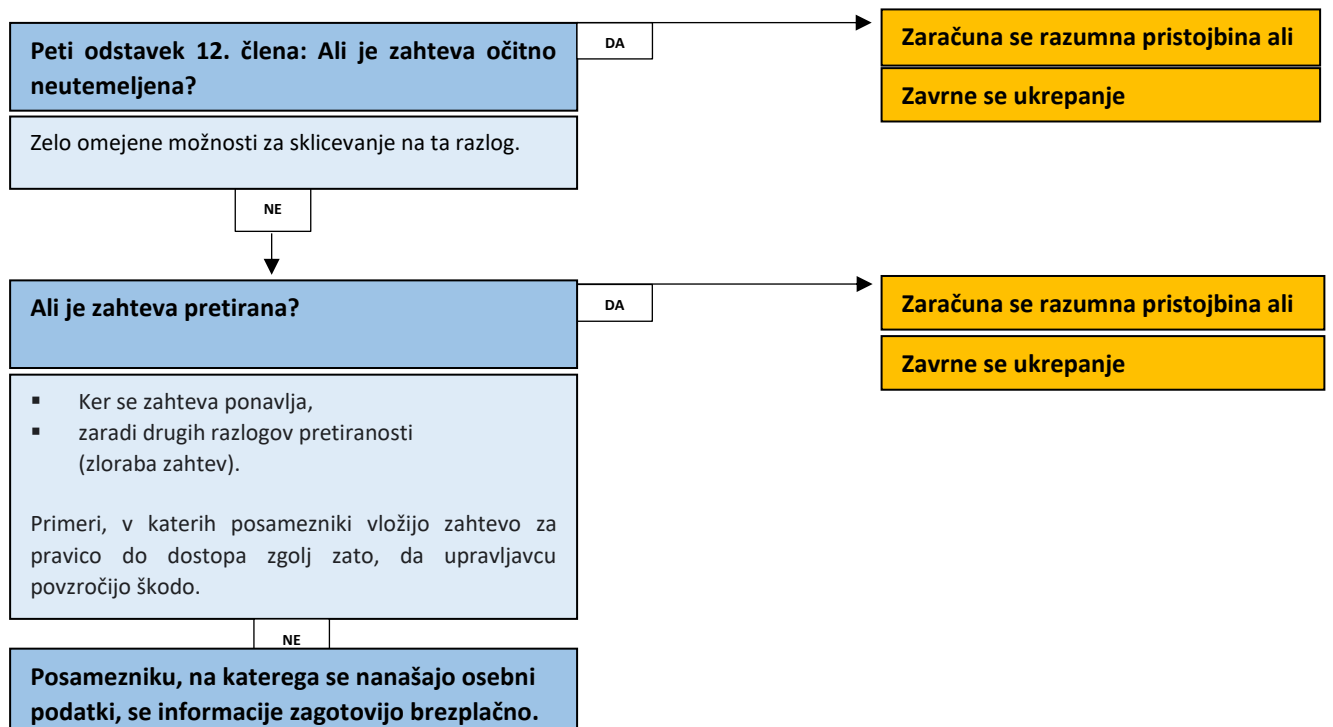 Peti odstavek 12. člena: Ali je zahteva očitno
neutemeljena?
DA
Zaračuna se razumna pristojbina ali
Zavrne se ukrepanje
Zelo omejene možnosti za sklicevanje na ta razlog.
NE
Ali je zahteva pretirana?
DA
Zaračuna se razumna pristojbina ali
Zavrne se ukrepanje
▪ Ker se zahteva ponavlja,
▪ zaradi drugih razlogov pretiranosti
(zloraba zahtev).
Primeri, v katerih posamezniki vložijo zahtevo za
pravico do dostopa zgolj zato, da upravljavcu
povzročijo škodo.
NE
Posamezniku, na katerega se nanašajo osebni
podatki, se informacije zagotovijo brezplačno.